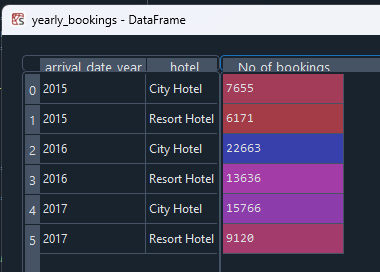 yearly_bookings - DataFrame
arrival_date_year hotel No of bookings
0 2015 City Hotel 7655
1 2015 Resort Hotel 6171
2 2016 City Hotel 22663
3 2016 Resort Hotel 13636
4 2017 City Hotel 15766
5 2017 Resort Hotel 9120